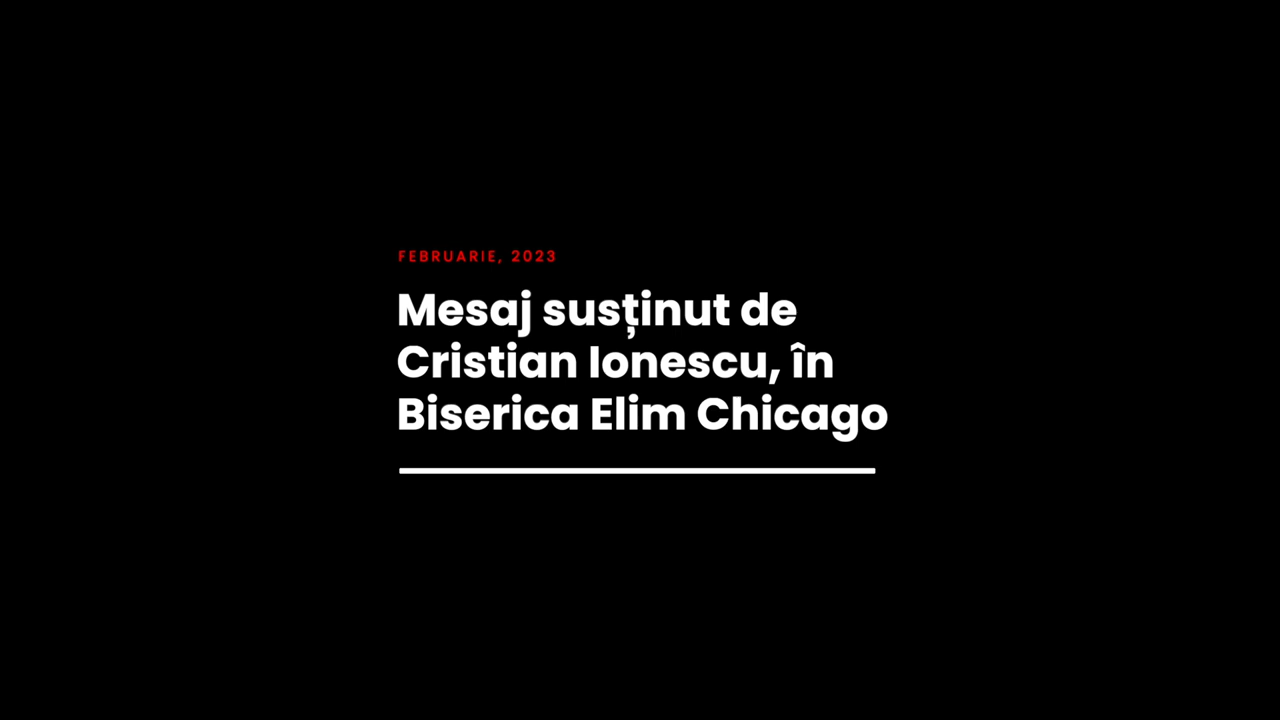 FEBRUARIE, 2023
Mesaj susținut de
Cristian Ionescu, în
Biserica Elim Chicago